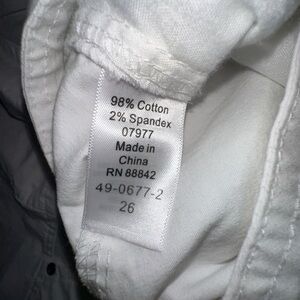 98% Cotton
2% Spandex
07977
Made in
China
RN 88842
49-0677-2
26